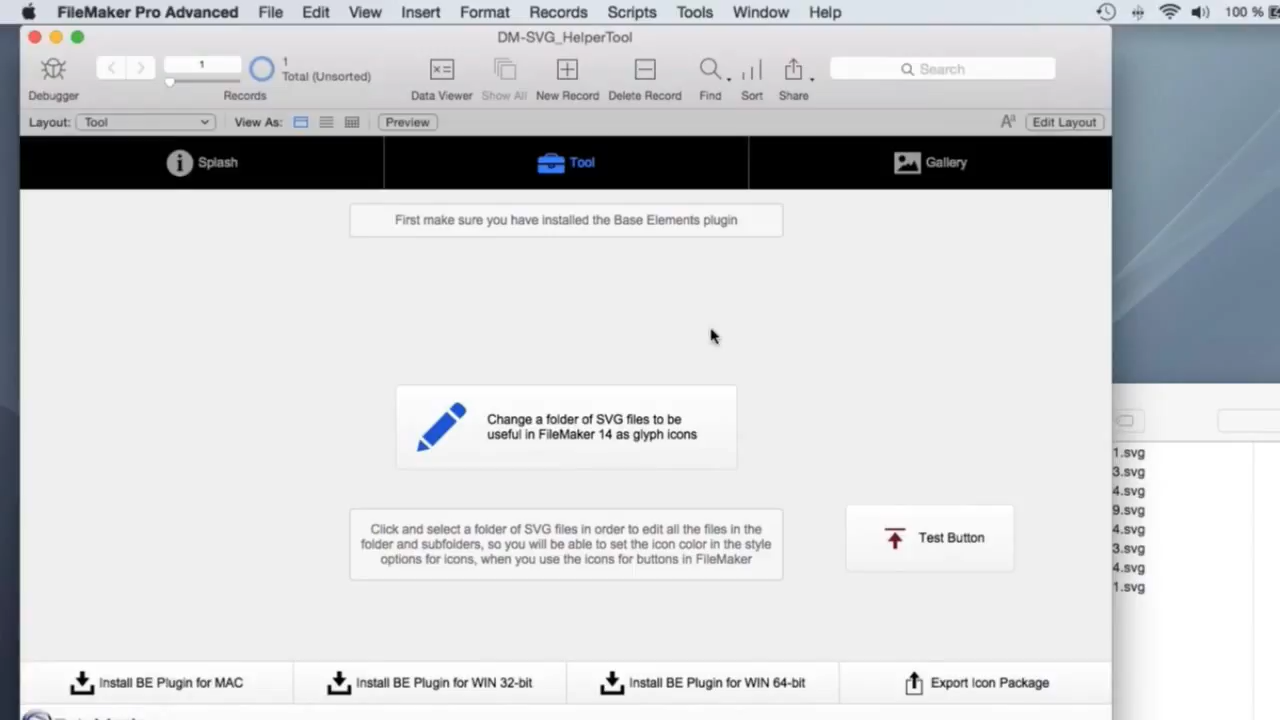 FileMaker Pro Advanced File Edit View Insert Format Records Scripts Tools Window Help 100 %
DM-SVG_HelperTool
1
1
Total (Unsorted)
Search
Debugger Records Data Viewer Show All New Record Delete Record Find Sort Share
Layout: Tool View As: Preview Aa Edit Layout
Splash Tool Gallery
First make sure you have installed the Base Elements plugin
Change a folder of SVG files to be
useful in FileMaker 14 as glyph icons
1.svg
3.svg
4.svg
9.svg
4.svg
3.svg
4.svg
1.svg
Click and select a folder of SVG files in order to edit all the files in the
folder and subfolders, so you will be able to set the icon color in the style
options for icons, when you use the icons for buttons in FileMaker
Test Button
Install BE Plugin for MAC Install BE Plugin for WIN 32-bit Install BE Plugin for WIN 64-bit Export Icon Package